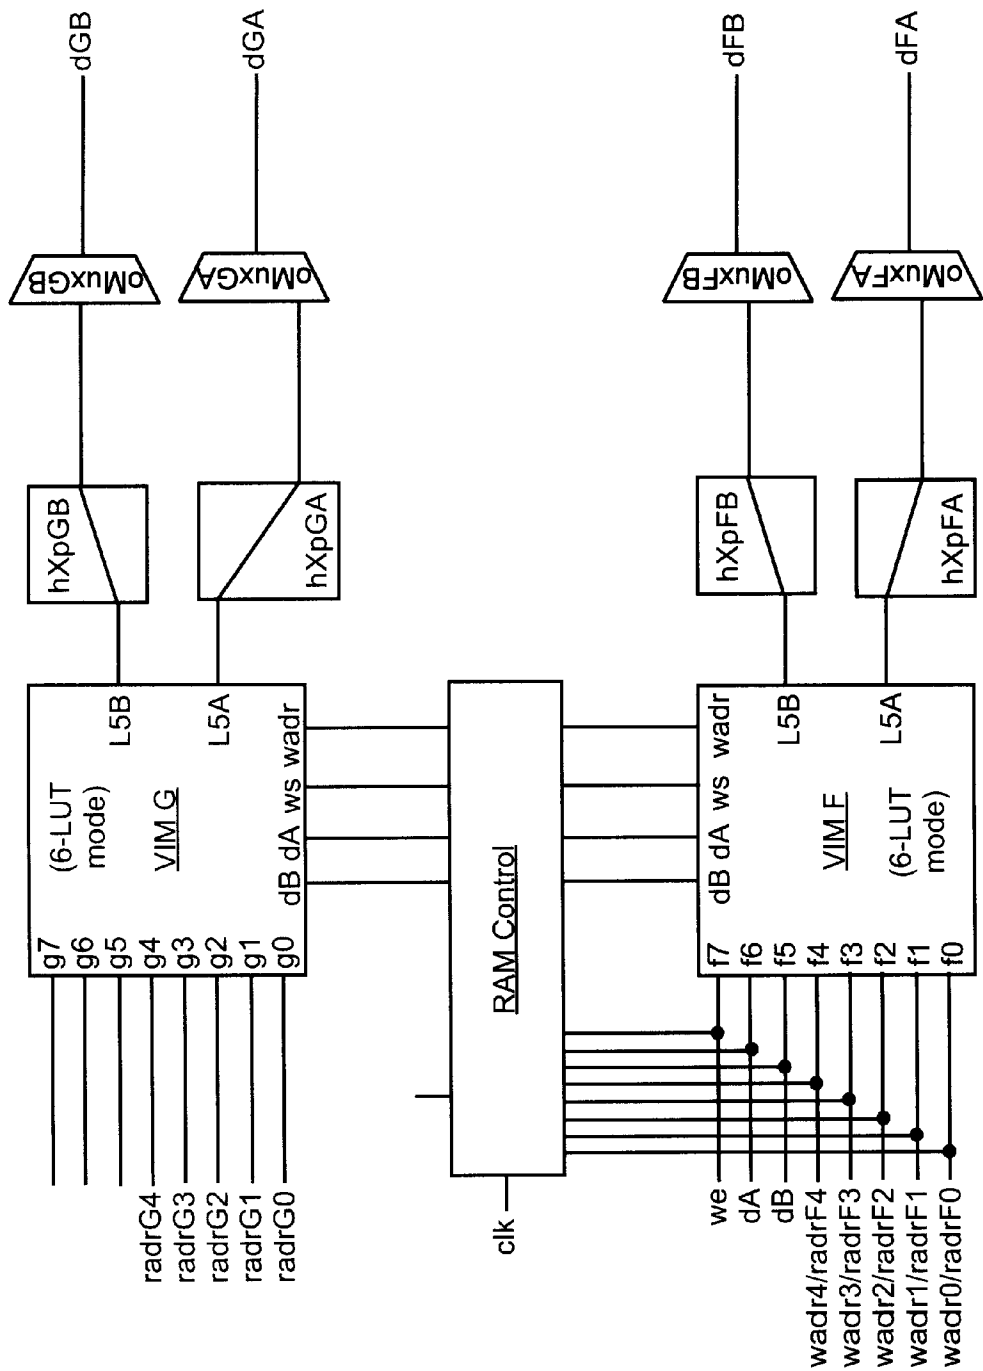 dGB
dGA
dFB
dFA
oMuxGB
oMuxGA
oMuxFB
oMuxFA
hXpGB
hXpGA
hXpFB
hXpFA
L5B
L5A
(6-LUT
mode)
VIM G
dB dA ws wadr
g7
g6
g5
g4
g3
g2
g1
g0
radrG4
radrG3
radrG2
radrG1
radrG0
RAM Control
clk
L5B
L5A
dB dA ws wadr
VIM F
(6-LUT
mode)
f7
f6
f5
f4
f3
f2
f1
f0
we
dA
dB
wadr4/radrF4
wadr3/radrF3
wadr2/radrF2
wadr1/radrF1
wadr0/radrF0